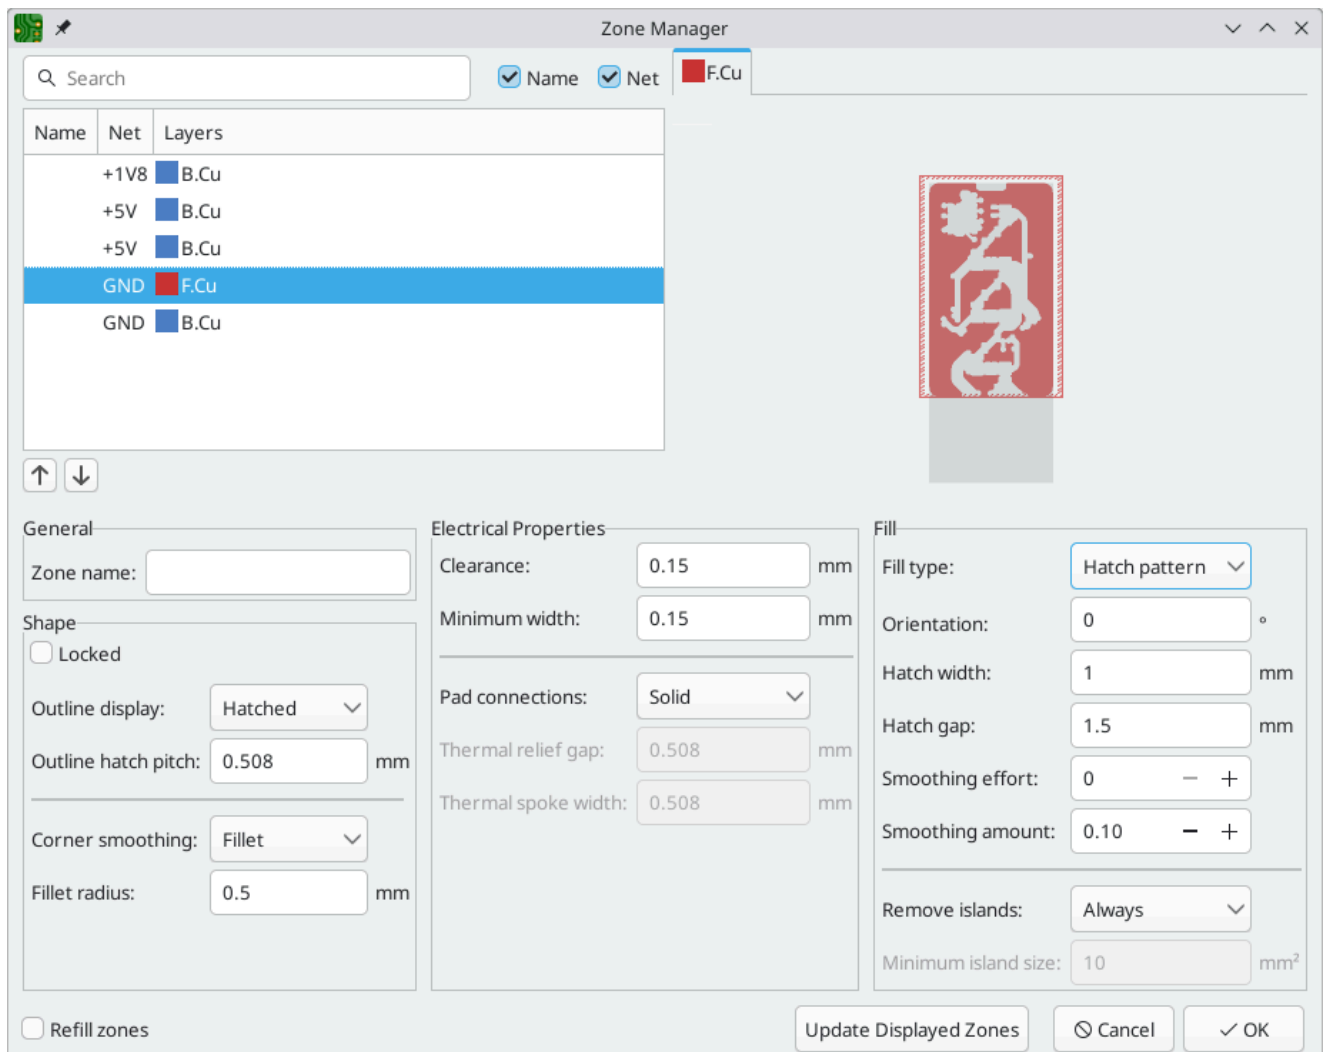 Zone Manager
Search
Name
Net
F.Cu
Name Net Layers
+1V8 B.Cu
+5V B.Cu
+5V B.Cu
GND F.Cu
GND B.Cu
General
Zone name:
Shape
Locked
Outline display: Hatched
Outline hatch pitch: 0.508 mm
Corner smoothing: Fillet
Fillet radius: 0.5 mm
Electrical Properties
Clearance: 0.15 mm
Minimum width: 0.15 mm
Pad connections: Solid
Thermal relief gap: 0.508 mm
Thermal spoke width: 0.508 mm
Fill
Fill type: Hatch pattern
Orientation: 0 °
Hatch width: 1 mm
Hatch gap: 1.5 mm
Smoothing effort: 0
Smoothing amount: 0.10
Remove islands: Always
Minimum island size: 10 mm²
Refill zones
Update Displayed Zones
Cancel
OK